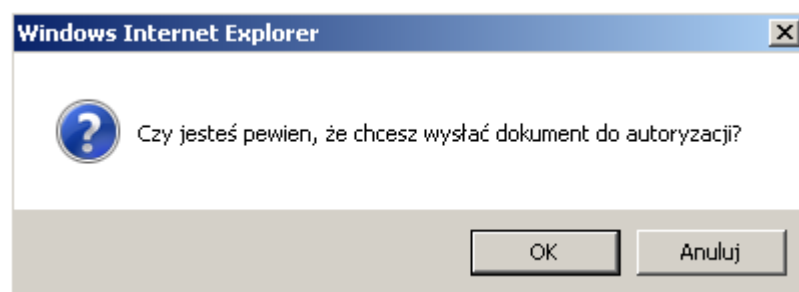 Windows Internet Explorer
Czy jesteś pewien, że chcesz wysłać dokument do autoryzacji?
OK
Anuluj